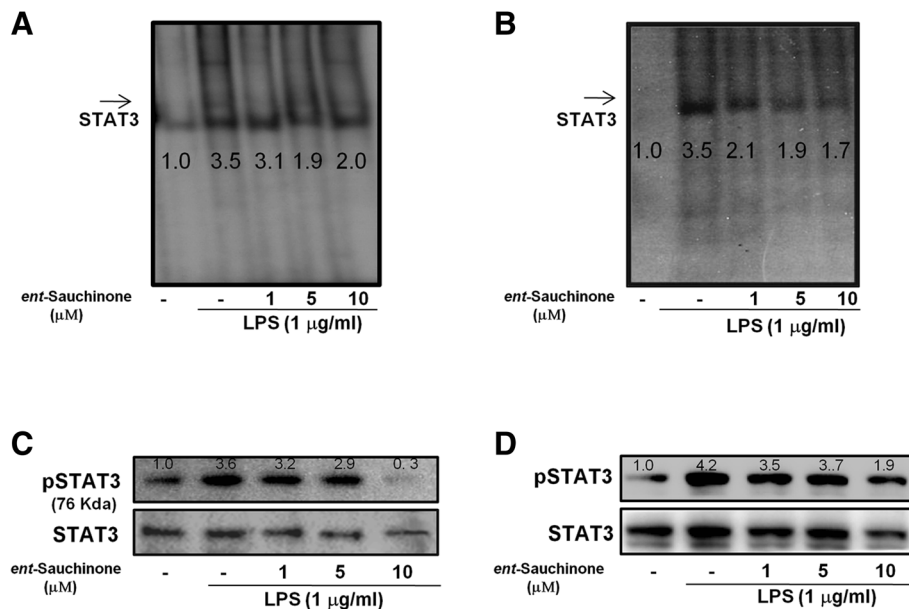 A
STAT3
1.0 3.5 3.1 1.9 2.0
ent-Sauchinone - - 1 5 10
(μM)
LPS (1 μg/ml)
B
STAT3
1.0 3.5 2.1 1.9 1.7
- - 1 5 10
LPS (1 μg/ml)
C
1.0 3.6 3.2 2.9 0. 3
pSTAT3
(76 Kda)
STAT3
ent-Sauchinone - - 1 5 10
(μM)
LPS (1 μg/ml)
D
1.0 4.2 3.5 3..7 1.9
pSTAT3
STAT3
ent-Sauchinone - - 1 5 10
(μM)
LPS (1 μg/ml)